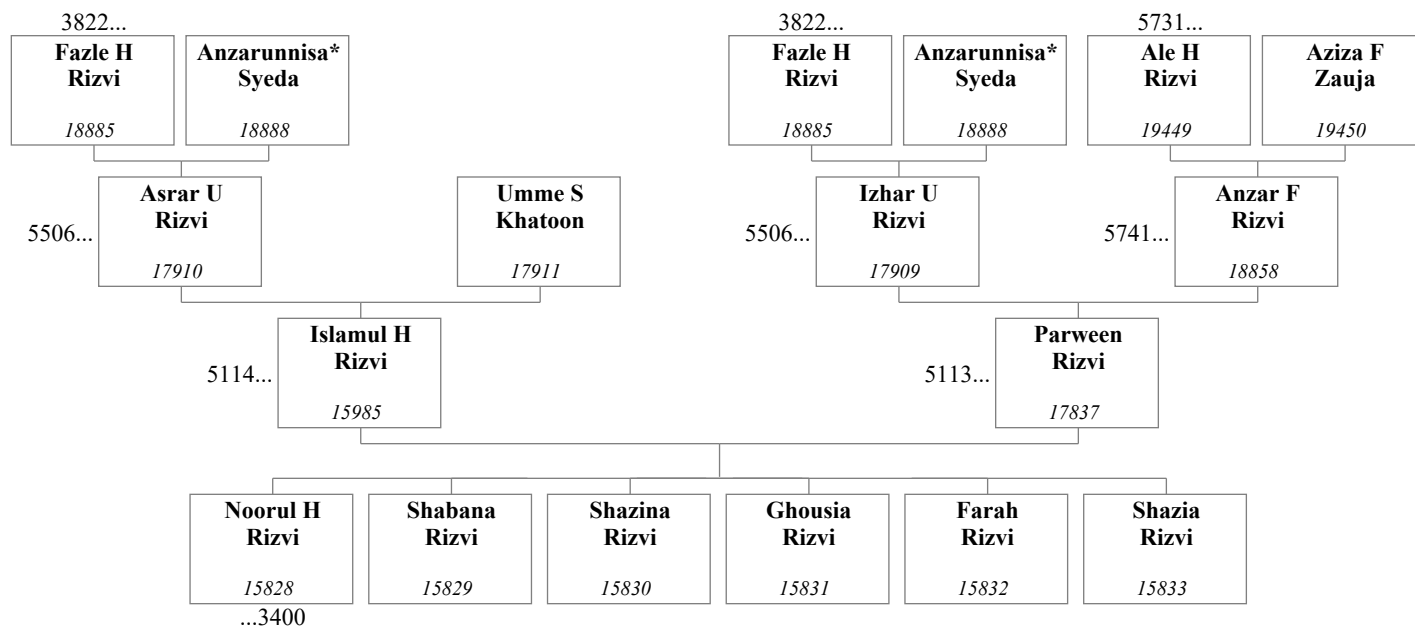 3822...
3822...
5731...
Fazle H
Rizvi
18885
Anzarunnisa*
Syeda
18888
Fazle H
Rizvi
18885
Anzarunnisa*
Syeda
18888
Ale H
Rizvi
19449
Aziza F
Zauja
19450
5506...
Asrar U
Rizvi
17910
Umme S
Khatoon
17911
5506...
Izhar U
Rizvi
17909
5741...
Anzar F
Rizvi
18858
5114...
Islamul H
Rizvi
15985
5113...
Parween
Rizvi
17837
Noorul H
Rizvi
15828
Shabana
Rizvi
15829
Shazina
Rizvi
15830
Ghousia
Rizvi
15831
Farah
Rizvi
15832
Shazia
Rizvi
15833
...3400